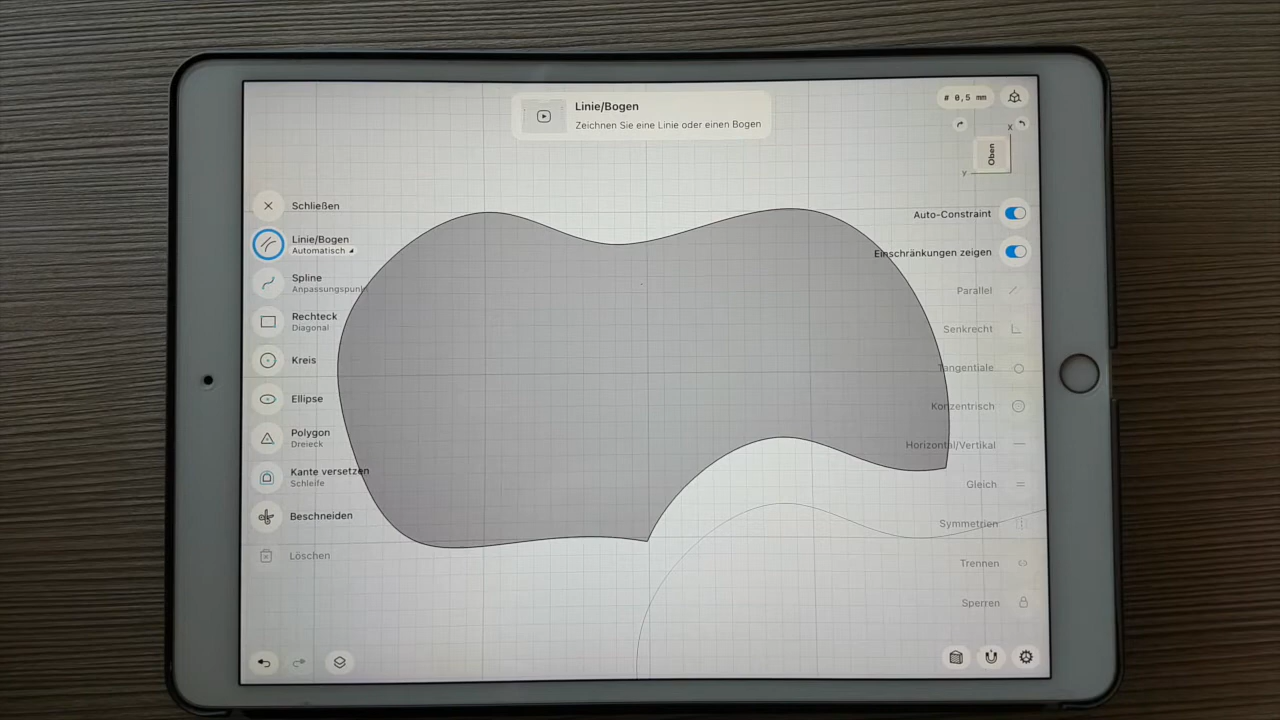 Linie/Bogen
Zeichnen Sie eine Linie oder einen Bogen
# 0,5 mm
X
Oben
Y
Schließen
Linie/Bogen
Automatisch
Spline
Anpassungspunk
Rechteck
Diagonal
Kreis
Ellipse
Polygon
Dreieck
Kante versetzen
Schleife
Beschneiden
Löschen
Auto-Constraint
Einschränkungen zeigen
Parallel
Senkrecht
Tangentiale
Konzentrisch
Horizontal/Vertikal
Gleich
Symmetrien
Trennen
Sperren